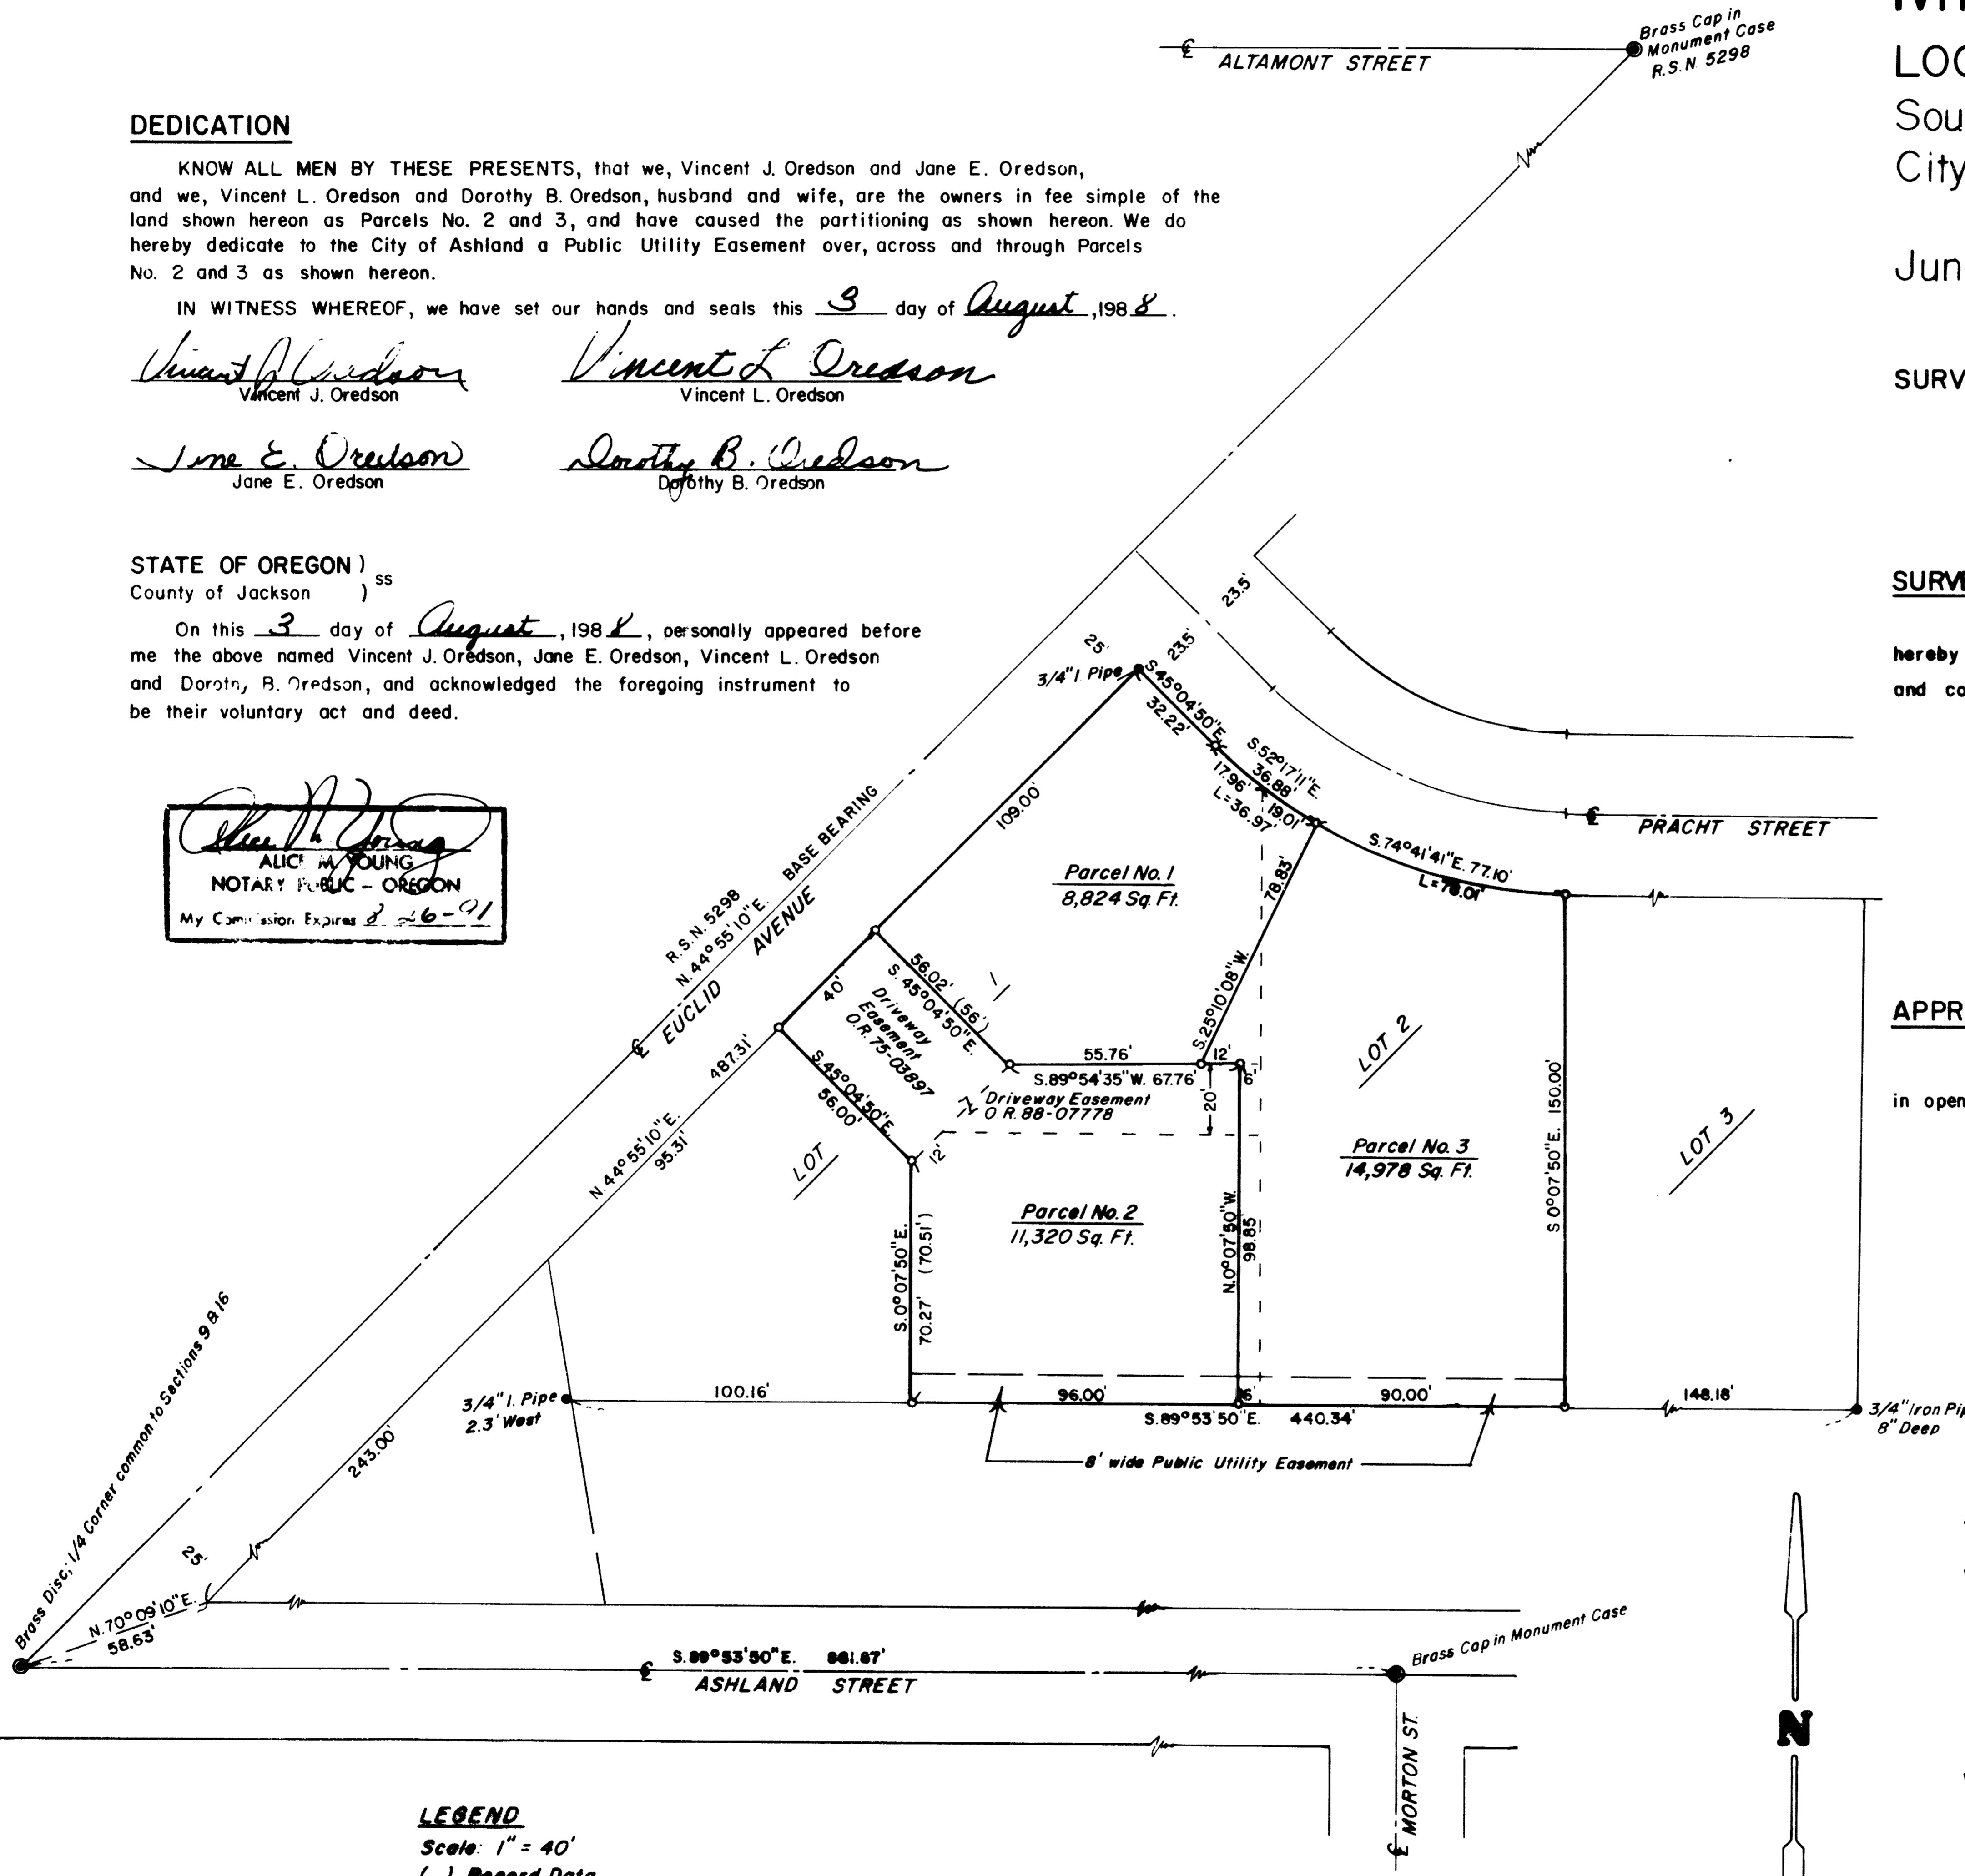 DEDICATION
KNOW ALL MEN BY THESE PRESENTS, that we, Vincent J. Oredson and Jane E. Oredson,
and we, Vincent L. Oredson and Dorothy B. Oredson, husband and wife, are the owners in fee simple of the
land shown hereon as Parcels No. 2 and 3, and have caused the partitioning as shown hereon. We do
hereby dedicate to the City of Ashland a Public Utility Easement over, across and through Parcels
No. 2 and 3 as shown hereon.
IN WITNESS WHEREOF, we have set our hands and seals this 3 day of August, 1988.
Vincent J Oredson Vincent L Oredson
Vincent J. Oredson Vincent L. Oredson
Jane E. Oredson Dorothy B. Oredson
Jane E. Oredson Dorothy B. Oredson
STATE OF OREGON )
County of Jackson ) ss
On this 3 day of August, 1988, personally appeared before
me the above named Vincent J. Oredson, Jane E. Oredson, Vincent L. Oredson
and Dorothy B. Oredson, and acknowledged the foregoing instrument to
be their voluntary act and deed.
Alice M. Young
ALICE M. YOUNG
NOTARY PUBLIC - OREGON
My Commission Expires 8-26-91
℄ ALTAMONT STREET
Brass Cap in
Monument Case
R.S.N. 5298
LOC
Sou
City
Jun
SURV
SURVE
hereby
and co
APPR
in open
23.5'
23.5'
25'
3/4" I. Pipe
S.45°04'50"E.
32.22'
S.52°17'11"E.
36.88'
17.96'
19.01'
L=36.97'
℄ PRACHT STREET
S.74°41'41"E. 77.10'
L=78.01'
109.00'
Parcel No. 1
8,824 Sq. Ft.
78.83'
S.25°10'08"W.
R.S.N. 5298
N.44°55'10"E. BASE BEARING
℄ EUCLID AVENUE
40'
56.02' (56')
S.45°04'50"E.
Driveway
Easement
O.R. 75-03897
1
LOT 2
487.31'
S.45°04'50"E.
56.00'
55.76'
12'
6'
S.89°54'35"W. 67.76'
Driveway Easement
O.R. 88-07778
20'
12'
N.44°55'10"E.
95.31'
LOT
Parcel No. 3
14,978 Sq. Ft.
S.0°07'50"E. 150.00'
LOT 3
Parcel No. 2
11,320 Sq. Ft.
S.0°07'50"E.
70.27' (70.51')
N.0°07'50"W.
98.85
3/4" I. Pipe
2.3' West
100.16'
96.00'
6'
90.00'
148.18'
S.89°53'50"E. 440.34'
3/4" Iron Pip
8" Deep
8' wide Public Utility Easement
243.00'
Brass Disc, 1/4 Corner common to Sections 9 & 16
25'
N.70°09'10"E.
58.63'
S.89°53'50"E. 861.87'
℄ ASHLAND STREET
Brass Cap in Monument Case
℄ MORTON ST.
N
LEGEND
Scale: 1" = 40'
( ) Record Data